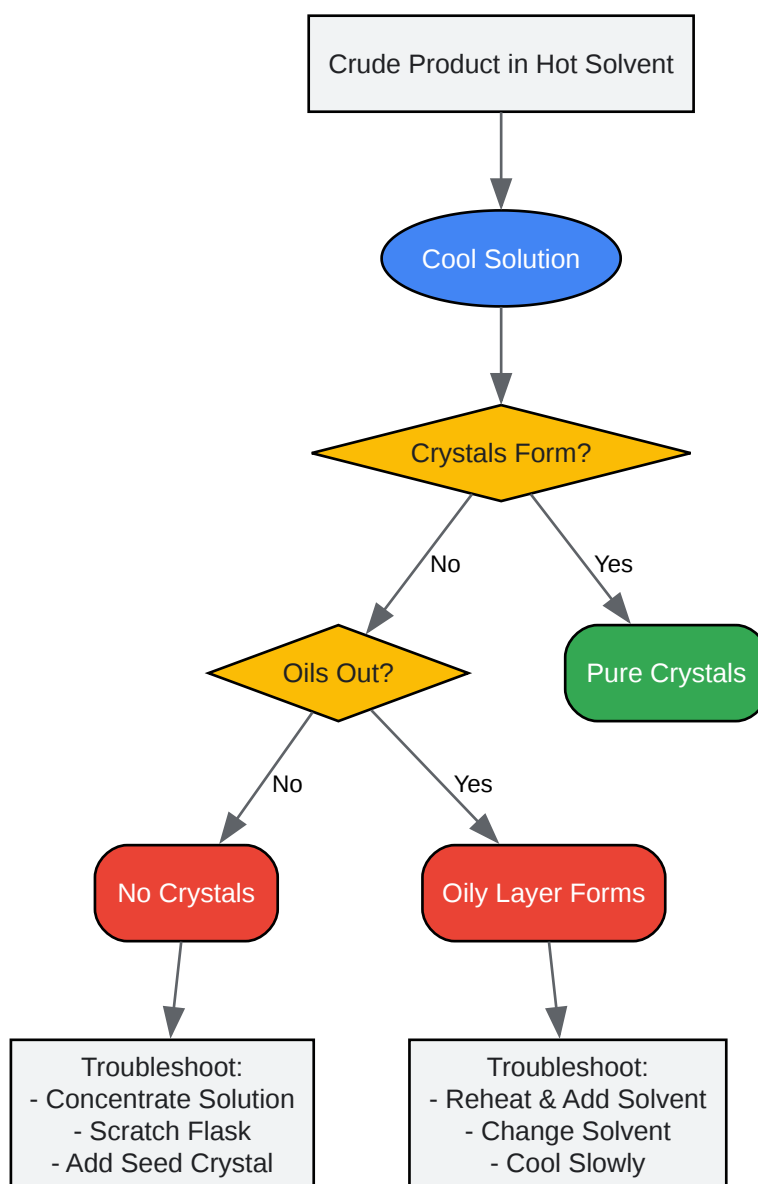 Crude Product in Hot Solvent
Cool Solution
Crystals Form?
No
Yes
Oils Out?
Pure Crystals
No
Yes
No Crystals
Oily Layer Forms
Troubleshoot:
- Concentrate Solution
- Scratch Flask
- Add Seed Crystal
Troubleshoot:
- Reheat & Add Solvent
- Change Solvent
- Cool Slowly